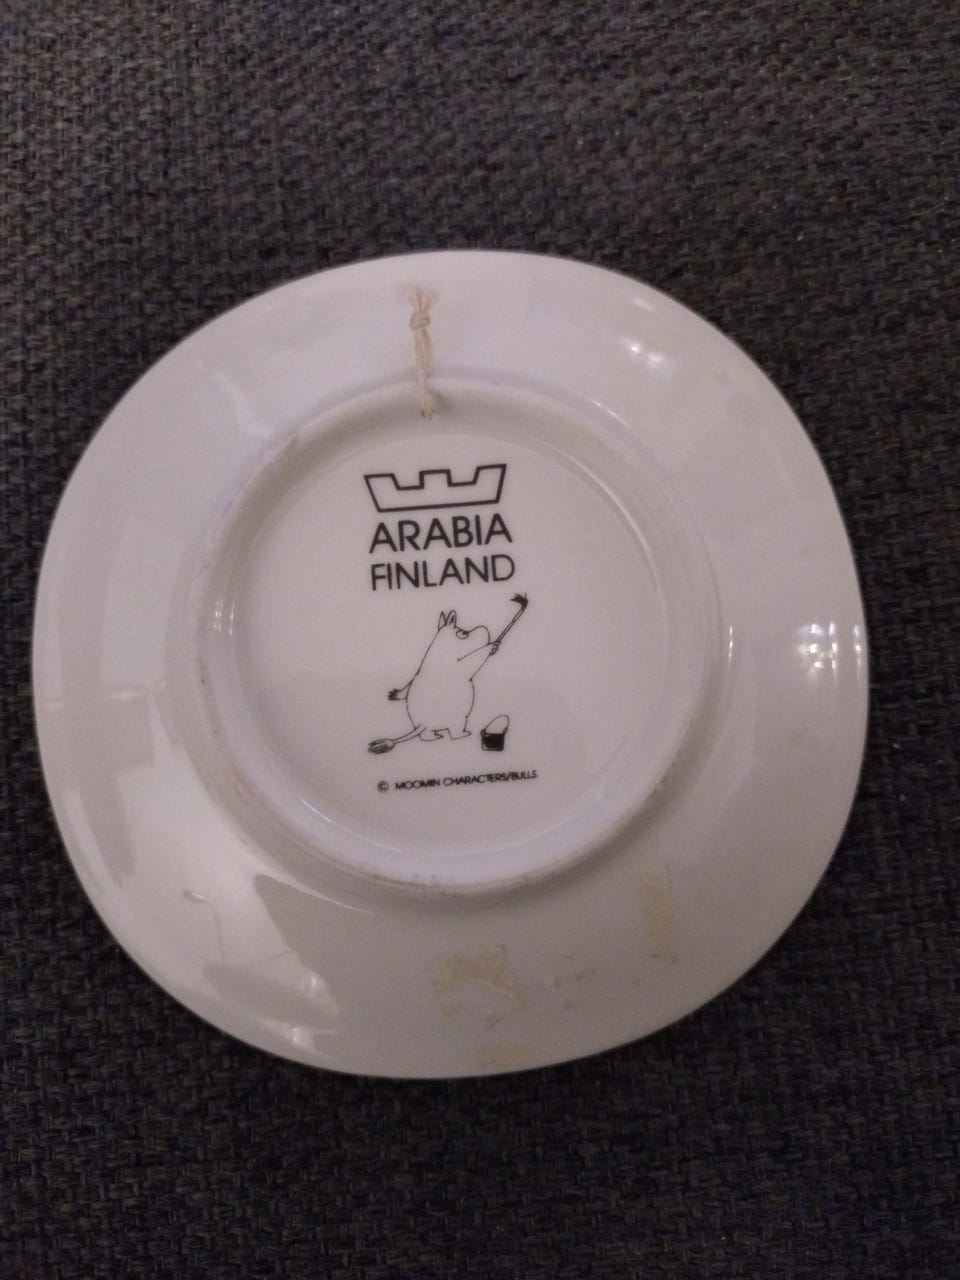 ARABIA
FINLAND
© MOOMIN CHARACTERS/BULLS